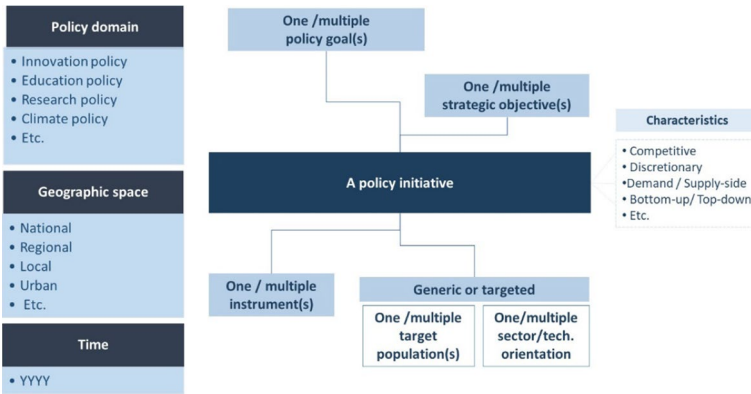 Policy domain
• Innovation policy
• Education policy
• Research policy
• Climate policy
• Etc.
Geographic space
• National
• Regional
• Local
• Urban
• Etc.
Time
• YYYY
One /multiple
policy goal(s)
One /multiple
strategic objective(s)
A policy initiative
One / multiple
instrument(s)
Generic or targeted
One /multiple
target
population(s)
One/multiple
sector/tech.
orientation
Characteristics
• Competitive
• Discretionary
•Demand / Supply-side
• Bottom-up/ Top-down
• Etc.